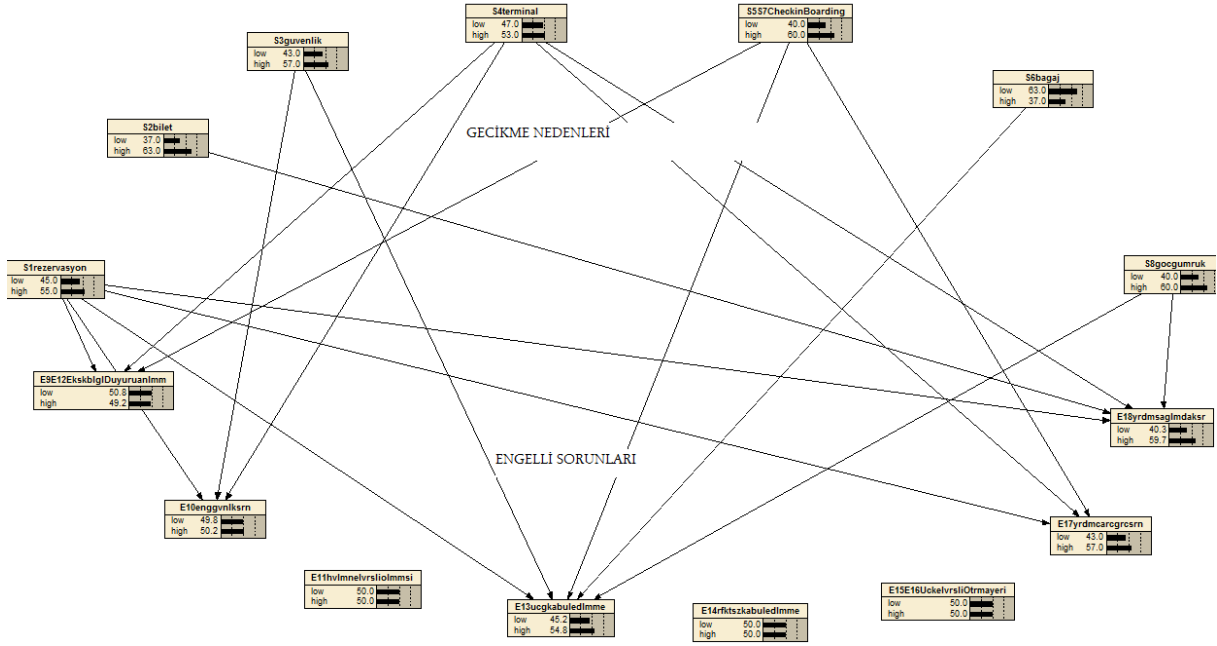 S4terminal
low 47.0
high 53.0
S5S7CheckinBoarding
low 40.0
high 60.0
S3guvenlik
low 43.0
high 57.0
S6bagaj
low 63.0
high 37.0
S2bilet
low 37.0
high 63.0
GECİKME NEDENLERİ
S1rezervasyon
low 45.0
high 55.0
S8gocgumruk
low 40.0
high 60.0
E9E12EkskbIgIDuyuruanImm
low 50.8
high 49.2
E18yrdmsagImdaksr
low 40.3
high 59.7
ENGELLİ SORUNLARI
E10enggvnIksrn
low 49.8
high 50.2
E17yrdmcarcgrcsrn
low 43.0
high 57.0
E11hvImnelvrsIioImmsi
low 50.0
high 50.0
E15E16UckelvrsIiOtrmayeri
low 50.0
high 50.0
E13ucgkabuledImme
low 45.2
high 54.8
E14rfktszkabuledImme
low 50.0
high 50.0